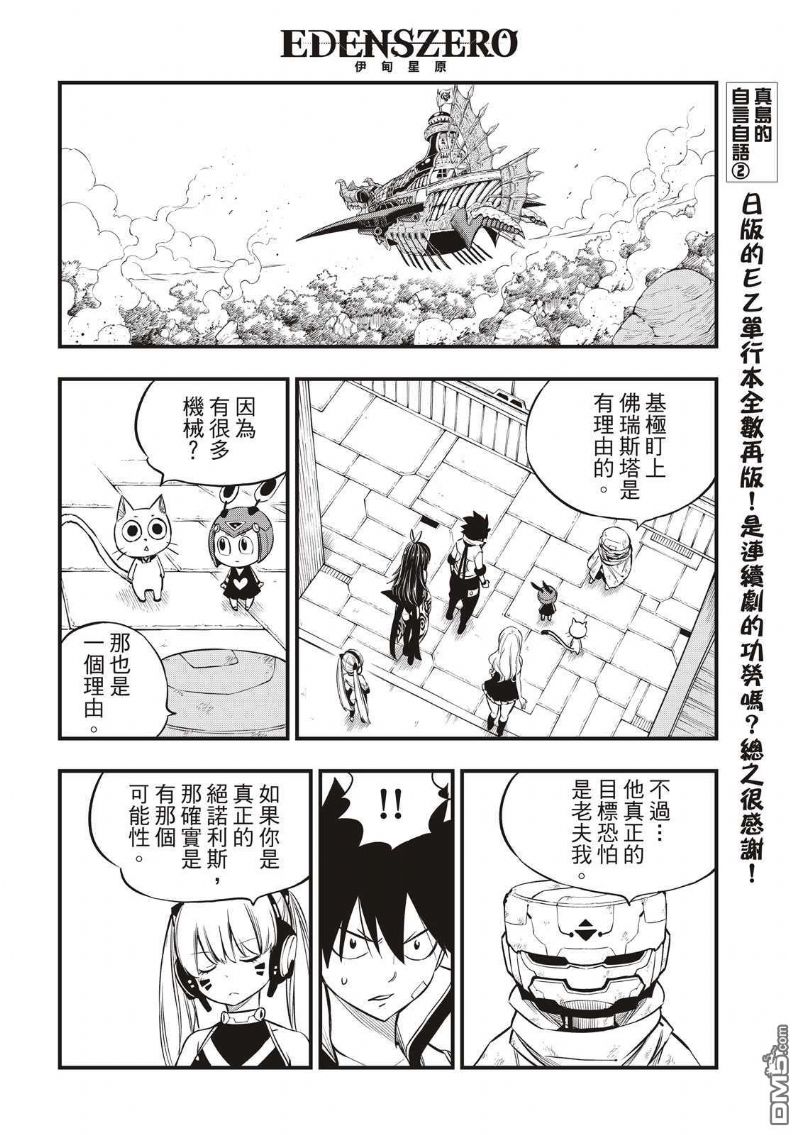 EDENSZERO
伊甸星原
真島的
自言自語②
日版的EZ單行本全數再版！是連續劇的功勞嗎？總之很感謝！
基極盯上
佛瑞斯塔是
有理由的。
因為
有很多
機械？
那也是
一個理由。
不過…
他真正的
目標恐怕
是老夫我。
!!
如果你是
真正的
絕諾利斯，
那確實是
有那個
可能性。
DM5.com